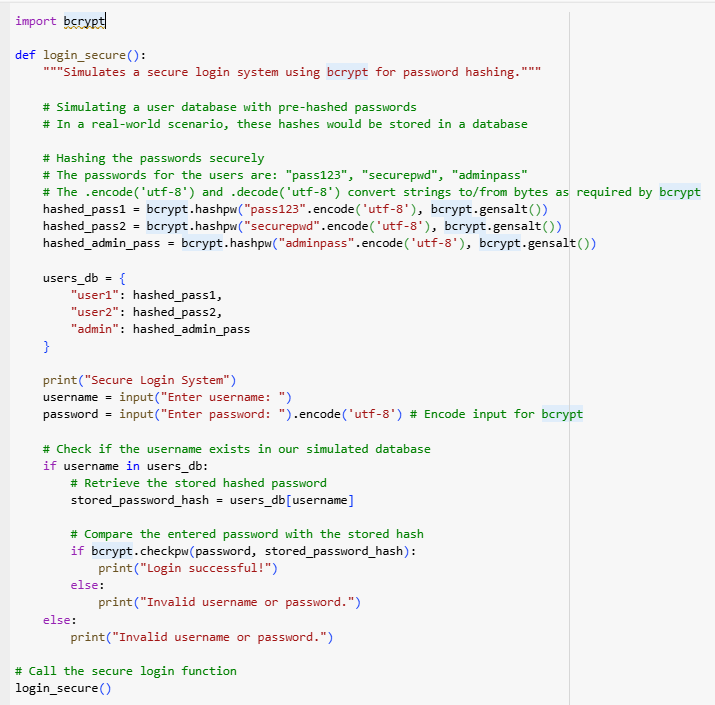 import bcrypt

def login_secure():
    """Simulates a secure login system using bcrypt for password hashing."""

    # Simulating a user database with pre-hashed passwords
    # In a real-world scenario, these hashes would be stored in a database

    # Hashing the passwords securely
    # The passwords for the users are: "pass123", "securepwd", "adminpass"
    # The .encode('utf-8') and .decode('utf-8') convert strings to/from bytes as required by bcrypt
    hashed_pass1 = bcrypt.hashpw("pass123".encode('utf-8'), bcrypt.gensalt())
    hashed_pass2 = bcrypt.hashpw("securepwd".encode('utf-8'), bcrypt.gensalt())
    hashed_admin_pass = bcrypt.hashpw("adminpass".encode('utf-8'), bcrypt.gensalt())

    users_db = {
        "user1": hashed_pass1,
        "user2": hashed_pass2,
        "admin": hashed_admin_pass
    }

    print("Secure Login System")
    username = input("Enter username: ")
    password = input("Enter password: ").encode('utf-8') # Encode input for bcrypt

    # Check if the username exists in our simulated database
    if username in users_db:
        # Retrieve the stored hashed password
        stored_password_hash = users_db[username]

        # Compare the entered password with the stored hash
        if bcrypt.checkpw(password, stored_password_hash):
            print("Login successful!")
        else:
            print("Invalid username or password.")
    else:
        print("Invalid username or password.")

# Call the secure login function
login_secure()